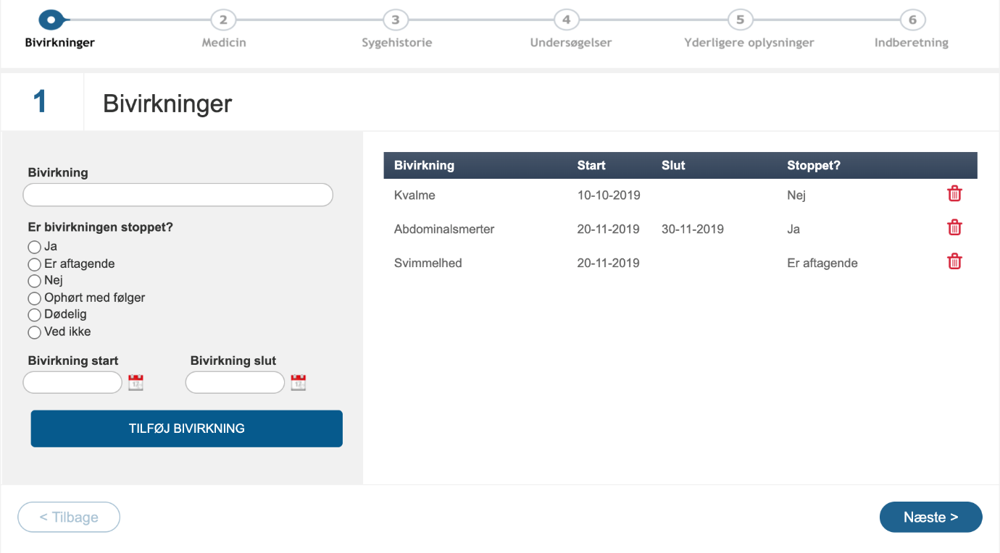 2 3 4 5 6
Bivirkninger Medicin Sygehistorie Undersøgelser Yderligere oplysninger Indberetning
1 Bivirkninger
Bivirkning
Er bivirkningen stoppet?
Ja
Er aftagende
Nej
Ophørt med følger
Dødelig
Ved ikke
Bivirkning start Bivirkning slut
17 17
TILFØJ BIVIRKNING
Bivirkning Start Slut Stoppet?
Kvalme 10-10-2019 Nej
Abdominalsmerter 20-11-2019 30-11-2019 Ja
Svimmelhed 20-11-2019 Er aftagende
< Tilbage Næste >